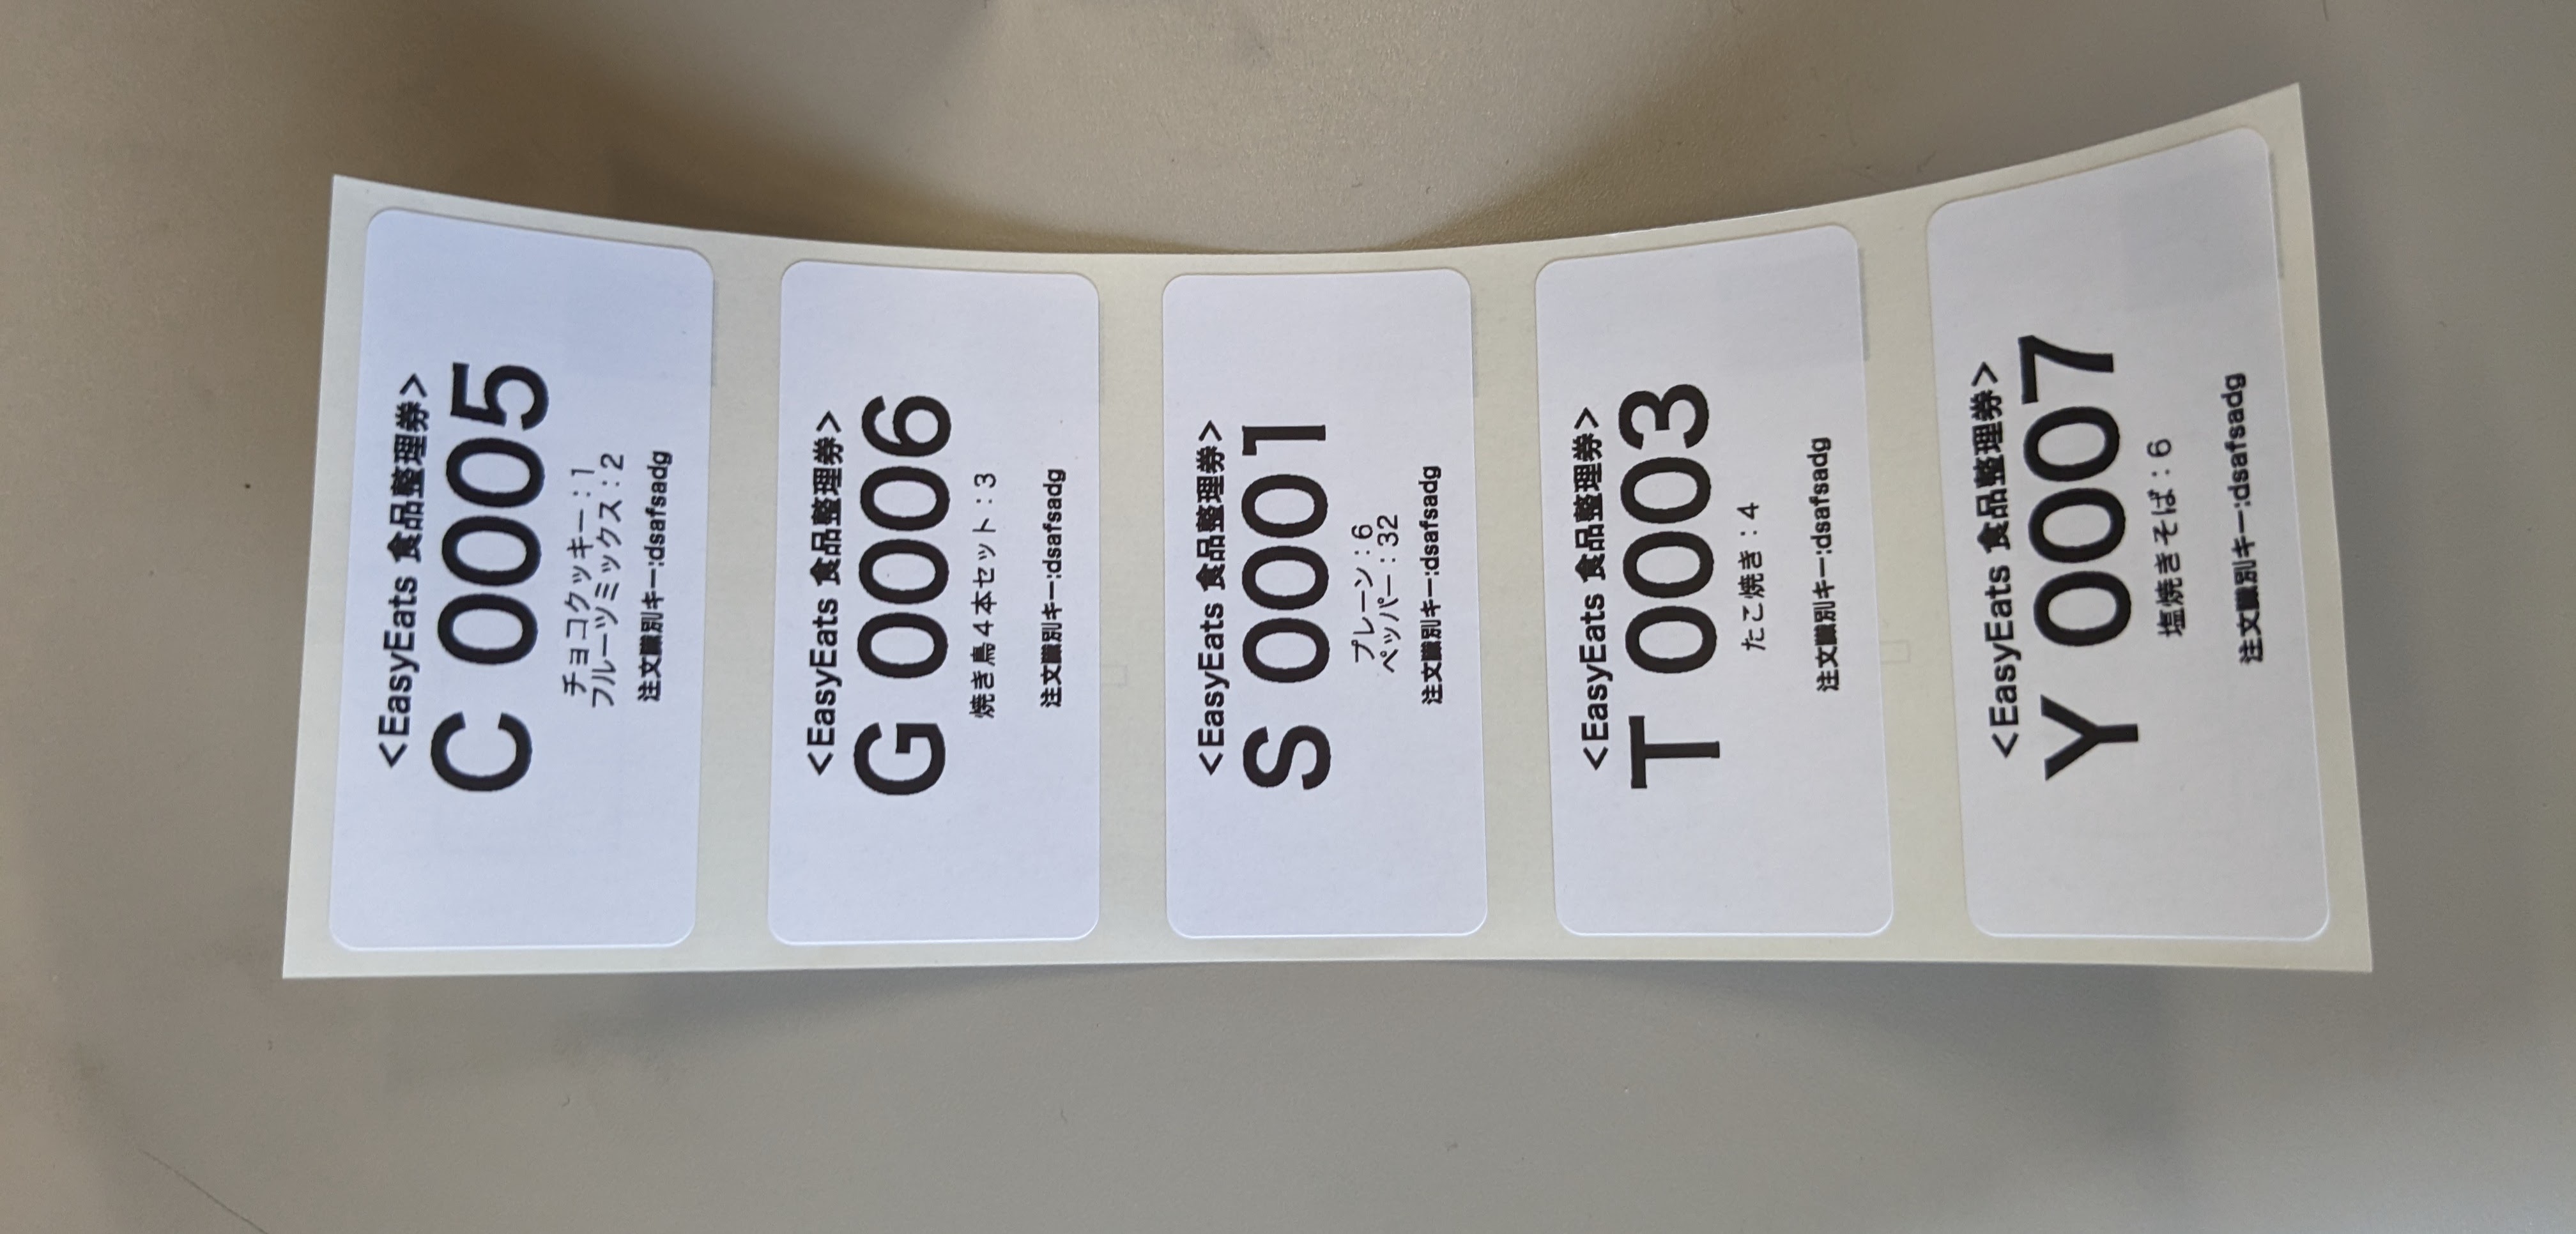 <EasyEats 食品整理券>
C 0005
チョコクッキー:1
フルーツミックス:2
注文識別キー:dsafsadg
<EasyEats 食品整理券>
G 0006
焼き鳥4本セット:3
注文識別キー:dsafsadg
<EasyEats 食品整理券>
S 0001
プレーン:6
ペッパー:32
注文識別キー:dsafsadg
<EasyEats 食品整理券>
T 0003
たこ焼き:4
注文識別キー:dsafsadg
<EasyEats 食品整理券>
Y 0007
塩焼きそば:6
注文識別キー:dsafsadg